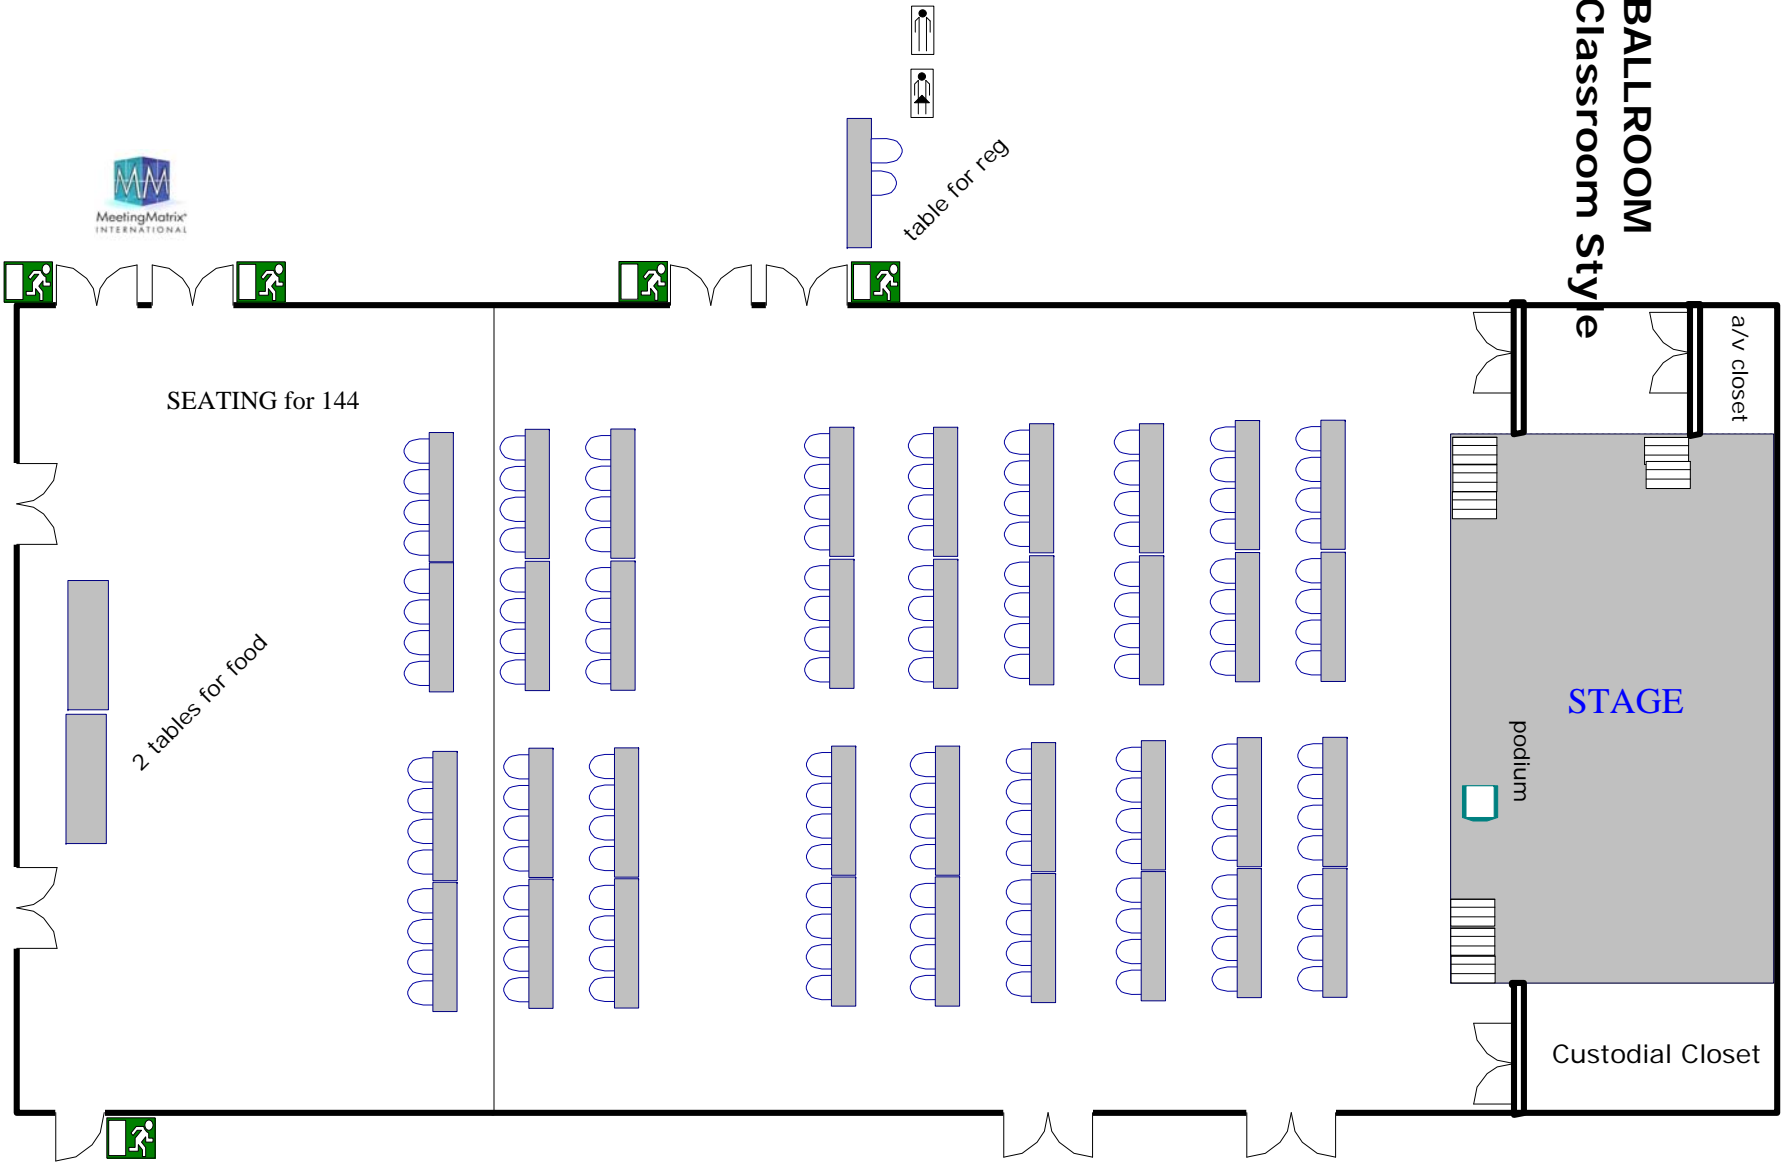 BALLROOM
Classroom Style
MM
MeetingMatrix®
INTERNATIONAL
table for reg
a/v closet
SEATING for 144
2 tables for food
STAGE
podium
Custodial Closet